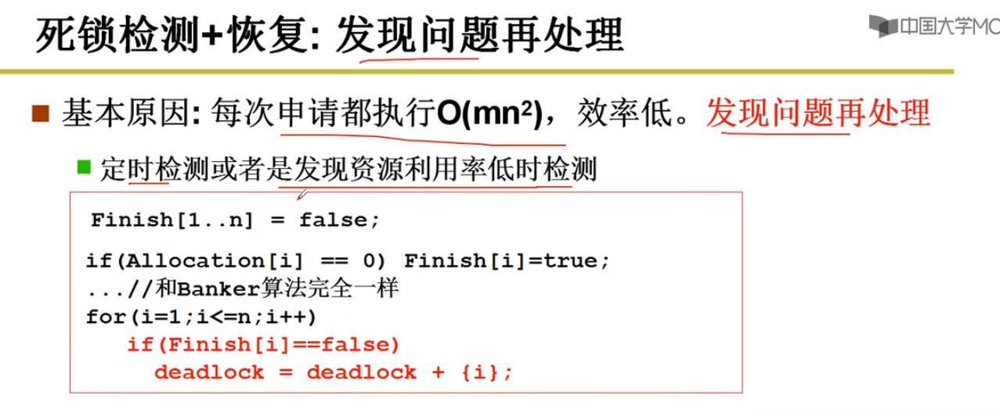 死锁检测+恢复: 发现问题再处理
中国大学MO
基本原因: 每次申请都执行O(mn²)，效率低。发现问题再处理
定时检测或者是发现资源利用率低时检测
Finish[1..n] = false;
if(Allocation[i] == 0) Finish[i]=true;
...//和Banker算法完全一样
for(i=1;i<=n;i++)
if(Finish[i]==false)
deadlock = deadlock + {i};